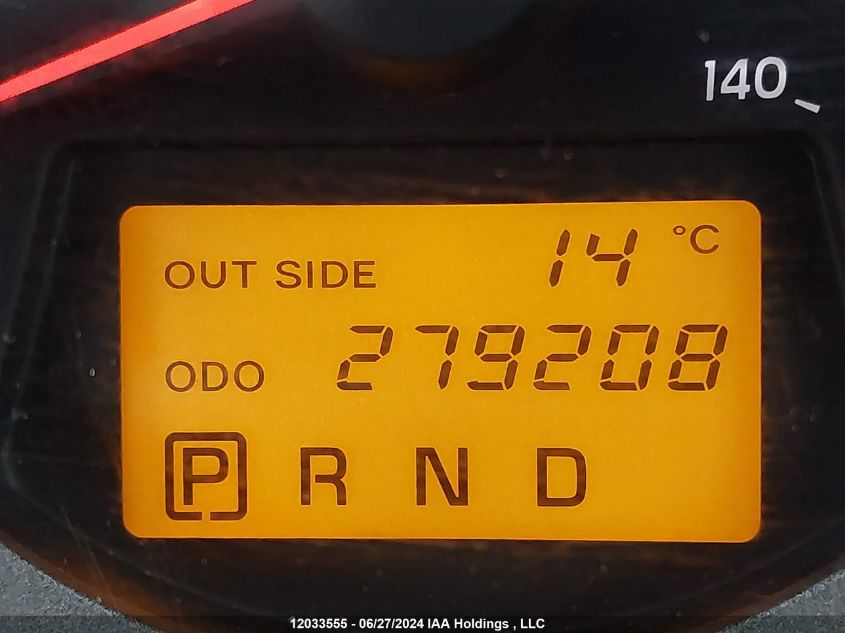 140
OUT SIDE 14 °C
ODO 279208
P R N D
12033555 - 06/27/2024 IAA Holdings , LLC